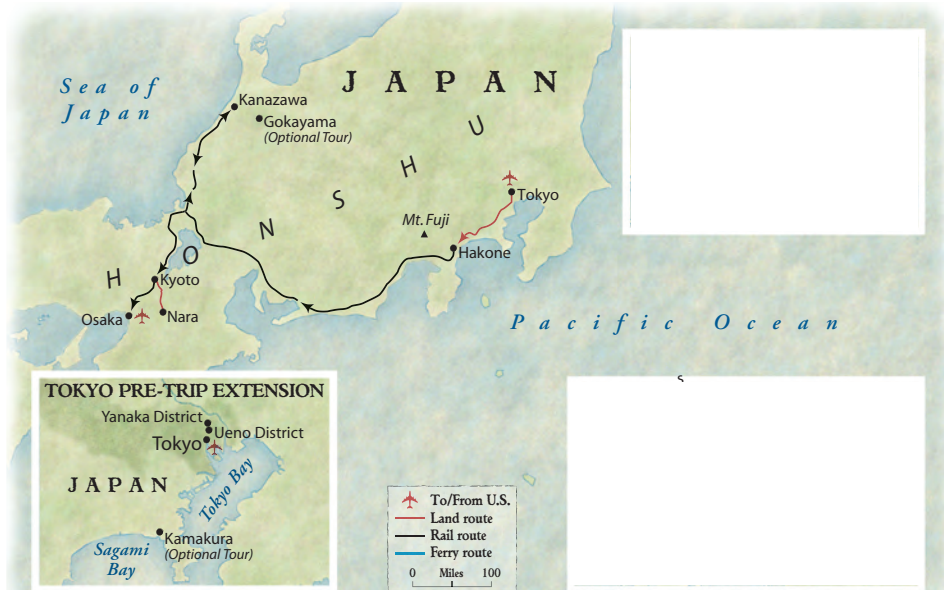 Sea of
Japan
JAPAN
HONSHU
Kanazawa
Gokayama
(Optional Tour)
Tokyo
Mt. Fuji
Hakone
Kyoto
Osaka
Nara
Pacific Ocean
s
TOKYO PRE-TRIP EXTENSION
Yanaka District
Ueno District
Tokyo
JAPAN
Tokyo Bay
Kamakura
(Optional Tour)
Sagami
Bay
To/From U.S.
Land route
Rail route
Ferry route
0 Miles 100